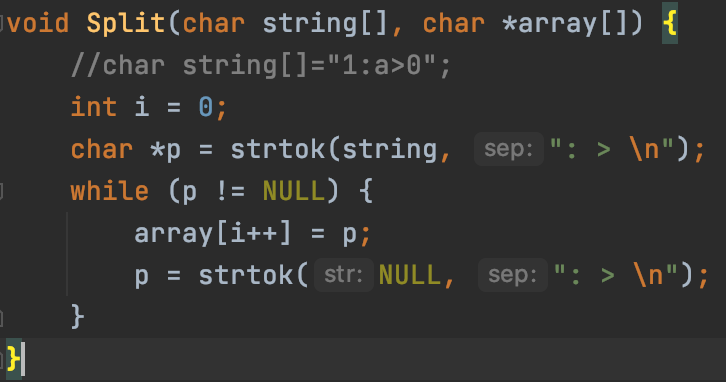 void Split(char string[], char *array[]) {
//char string[]="1:a>0";
int i = 0;
char *p = strtok(string, sep: ": > \n");
while (p != NULL) {
array[i++] = p;
p = strtok( str: NULL, sep: ": > \n");
}
}